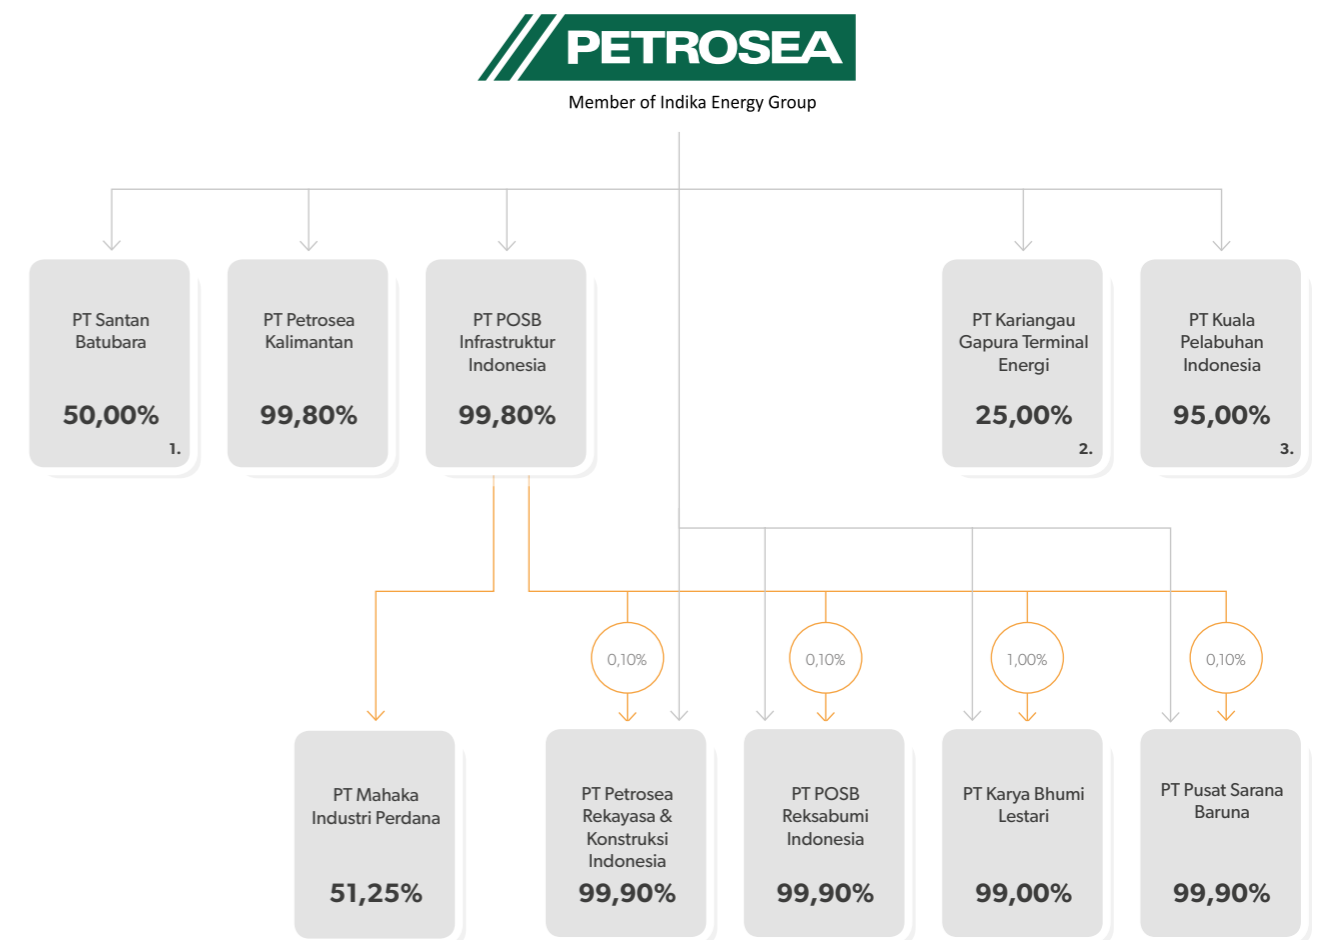 PETROSEA
Member of Indika Energy Group
PT Santan
Batubara
50,00%
1.
PT Petrosea
Kalimantan
99,80%
PT POSB
Infrastruktur
Indonesia
99,80%
PT Kariangau
Gapura Terminal
Energi
25,00%
2.
PT Kuala
Pelabuhan
Indonesia
95,00%
3.
0,10%
0,10%
1,00%
0,10%
PT Mahaka
Industri Perdana
51,25%
PT Petrosea
Rekayasa &
Konstruksi
Indonesia
99,90%
PT POSB
Reksabumi
Indonesia
99,90%
PT Karya Bhumi
Lestari
99,00%
PT Pusat Sarana
Baruna
99,90%